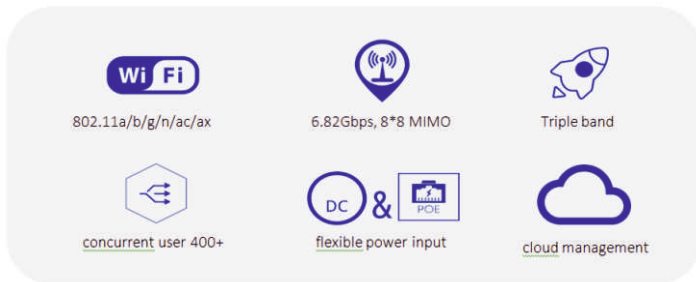 Wi Fi
802.11a/b/g/n/ac/ax
6.82Gbps, 8*8 MIMO
Triple band
concurrent user 400+
DC & POE
flexible power input
cloud management